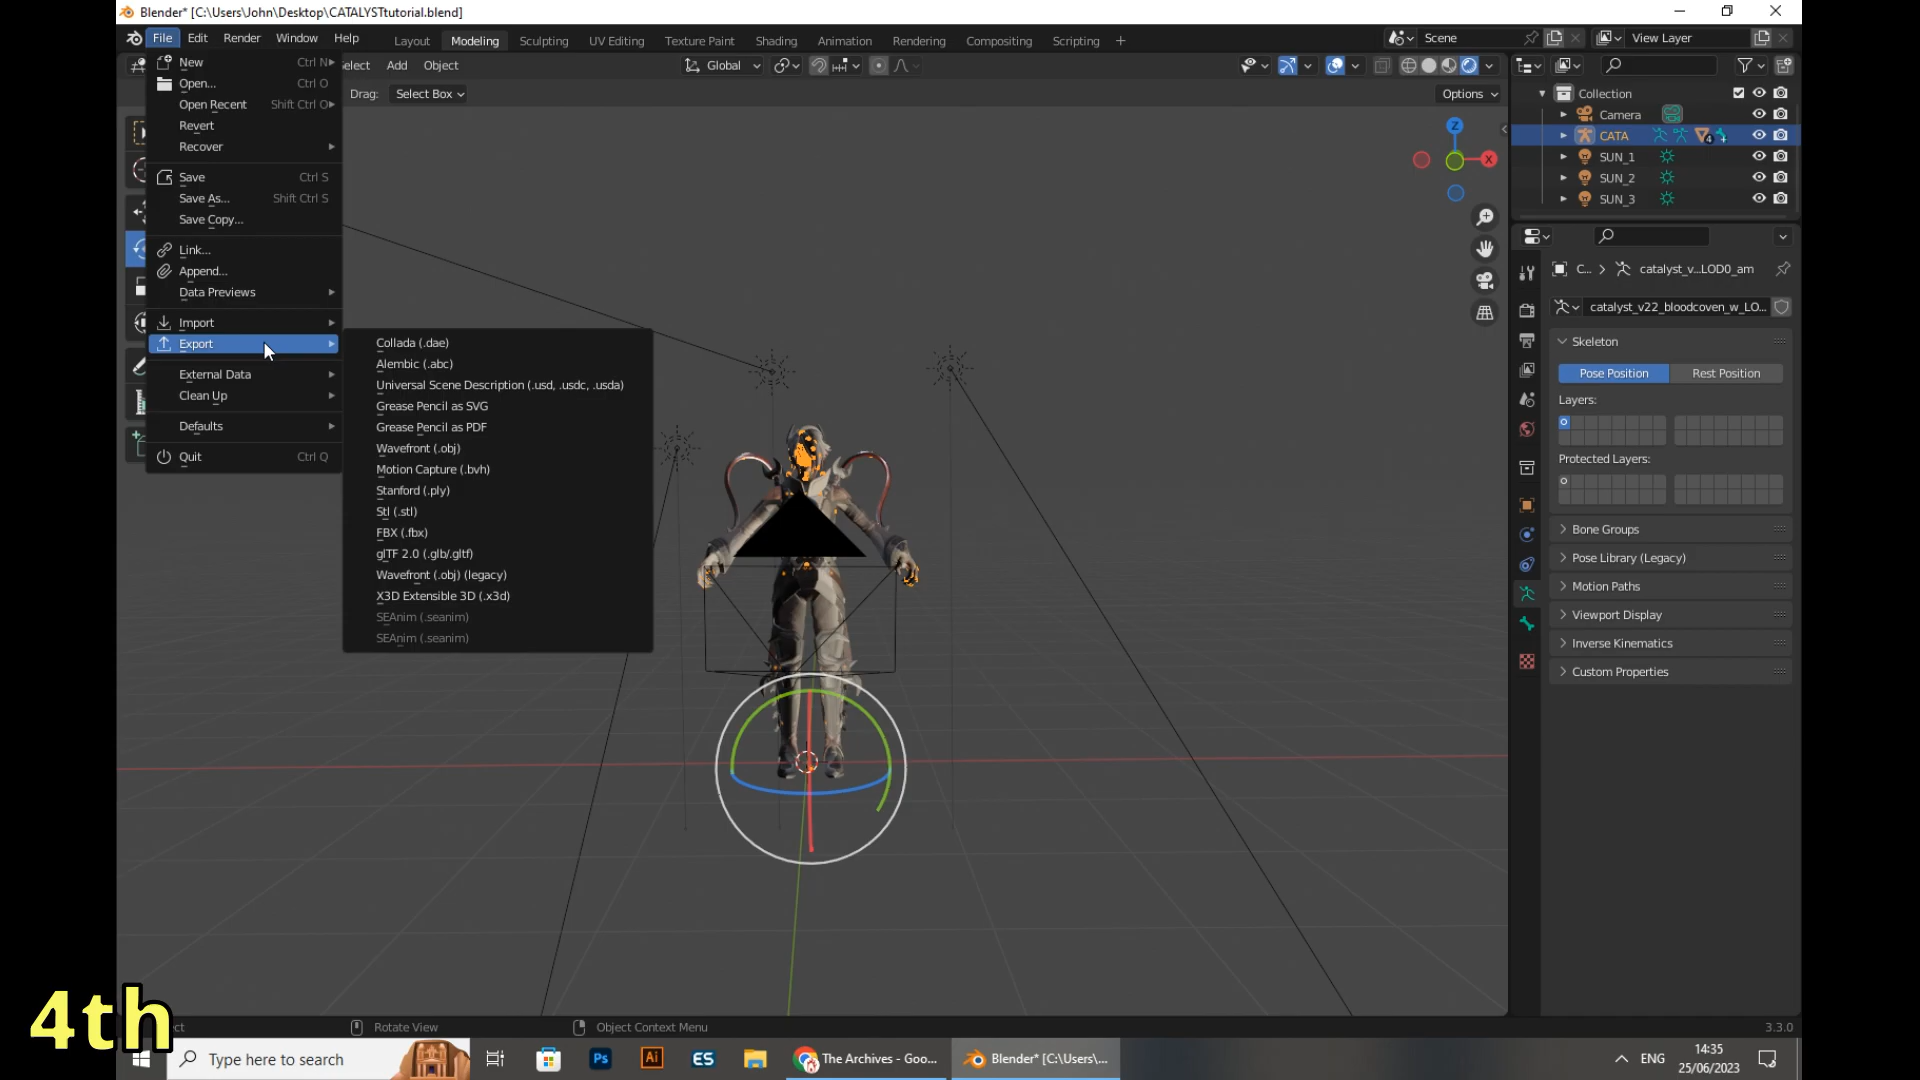 Blender* [C:\Users\John\Desktop\CATALYSTtutorial.blend]
File Edit Render Window Help Layout Modeling Sculpting UV Editing Texture Paint Shading Animation Rendering Compositing Scripting + Scene View Layer
Select Add Object Global
Drag: Select Box Options
New Ctrl N
Open... Ctrl O
Open Recent Shift Ctrl O
Revert
Recover
Save Ctrl S
Save As... Shift Ctrl S
Save Copy...
Link...
Append...
Data Previews
Import
Export
External Data
Clean Up
Defaults
Quit Ctrl Q
Collada (.dae)
Alembic (.abc)
Universal Scene Description (.usd, .usdc, .usda)
Grease Pencil as SVG
Grease Pencil as PDF
Wavefront (.obj)
Motion Capture (.bvh)
Stanford (.ply)
Stl (.stl)
FBX (.fbx)
glTF 2.0 (.glb/.gltf)
Wavefront (.obj) (legacy)
X3D Extensible 3D (.x3d)
SEAnim (.seanim)
SEAnim (.seanim)
Z
X
Collection
Camera
CATA 4
SUN_1
SUN_2
SUN_3
C... > catalyst_v...LOD0_am
catalyst_v22_bloodcoven_w_LO...
Skeleton
Pose Position Rest Position
Layers:
Protected Layers:
Bone Groups
Pose Library (Legacy)
Motion Paths
Viewport Display
Inverse Kinematics
Custom Properties
4th
Rotate View Object Context Menu 3.3.0
Type here to search Ps Ai ES The Archives - Goo... Blender* [C:\Users\... ENG 14:35
25/06/2023